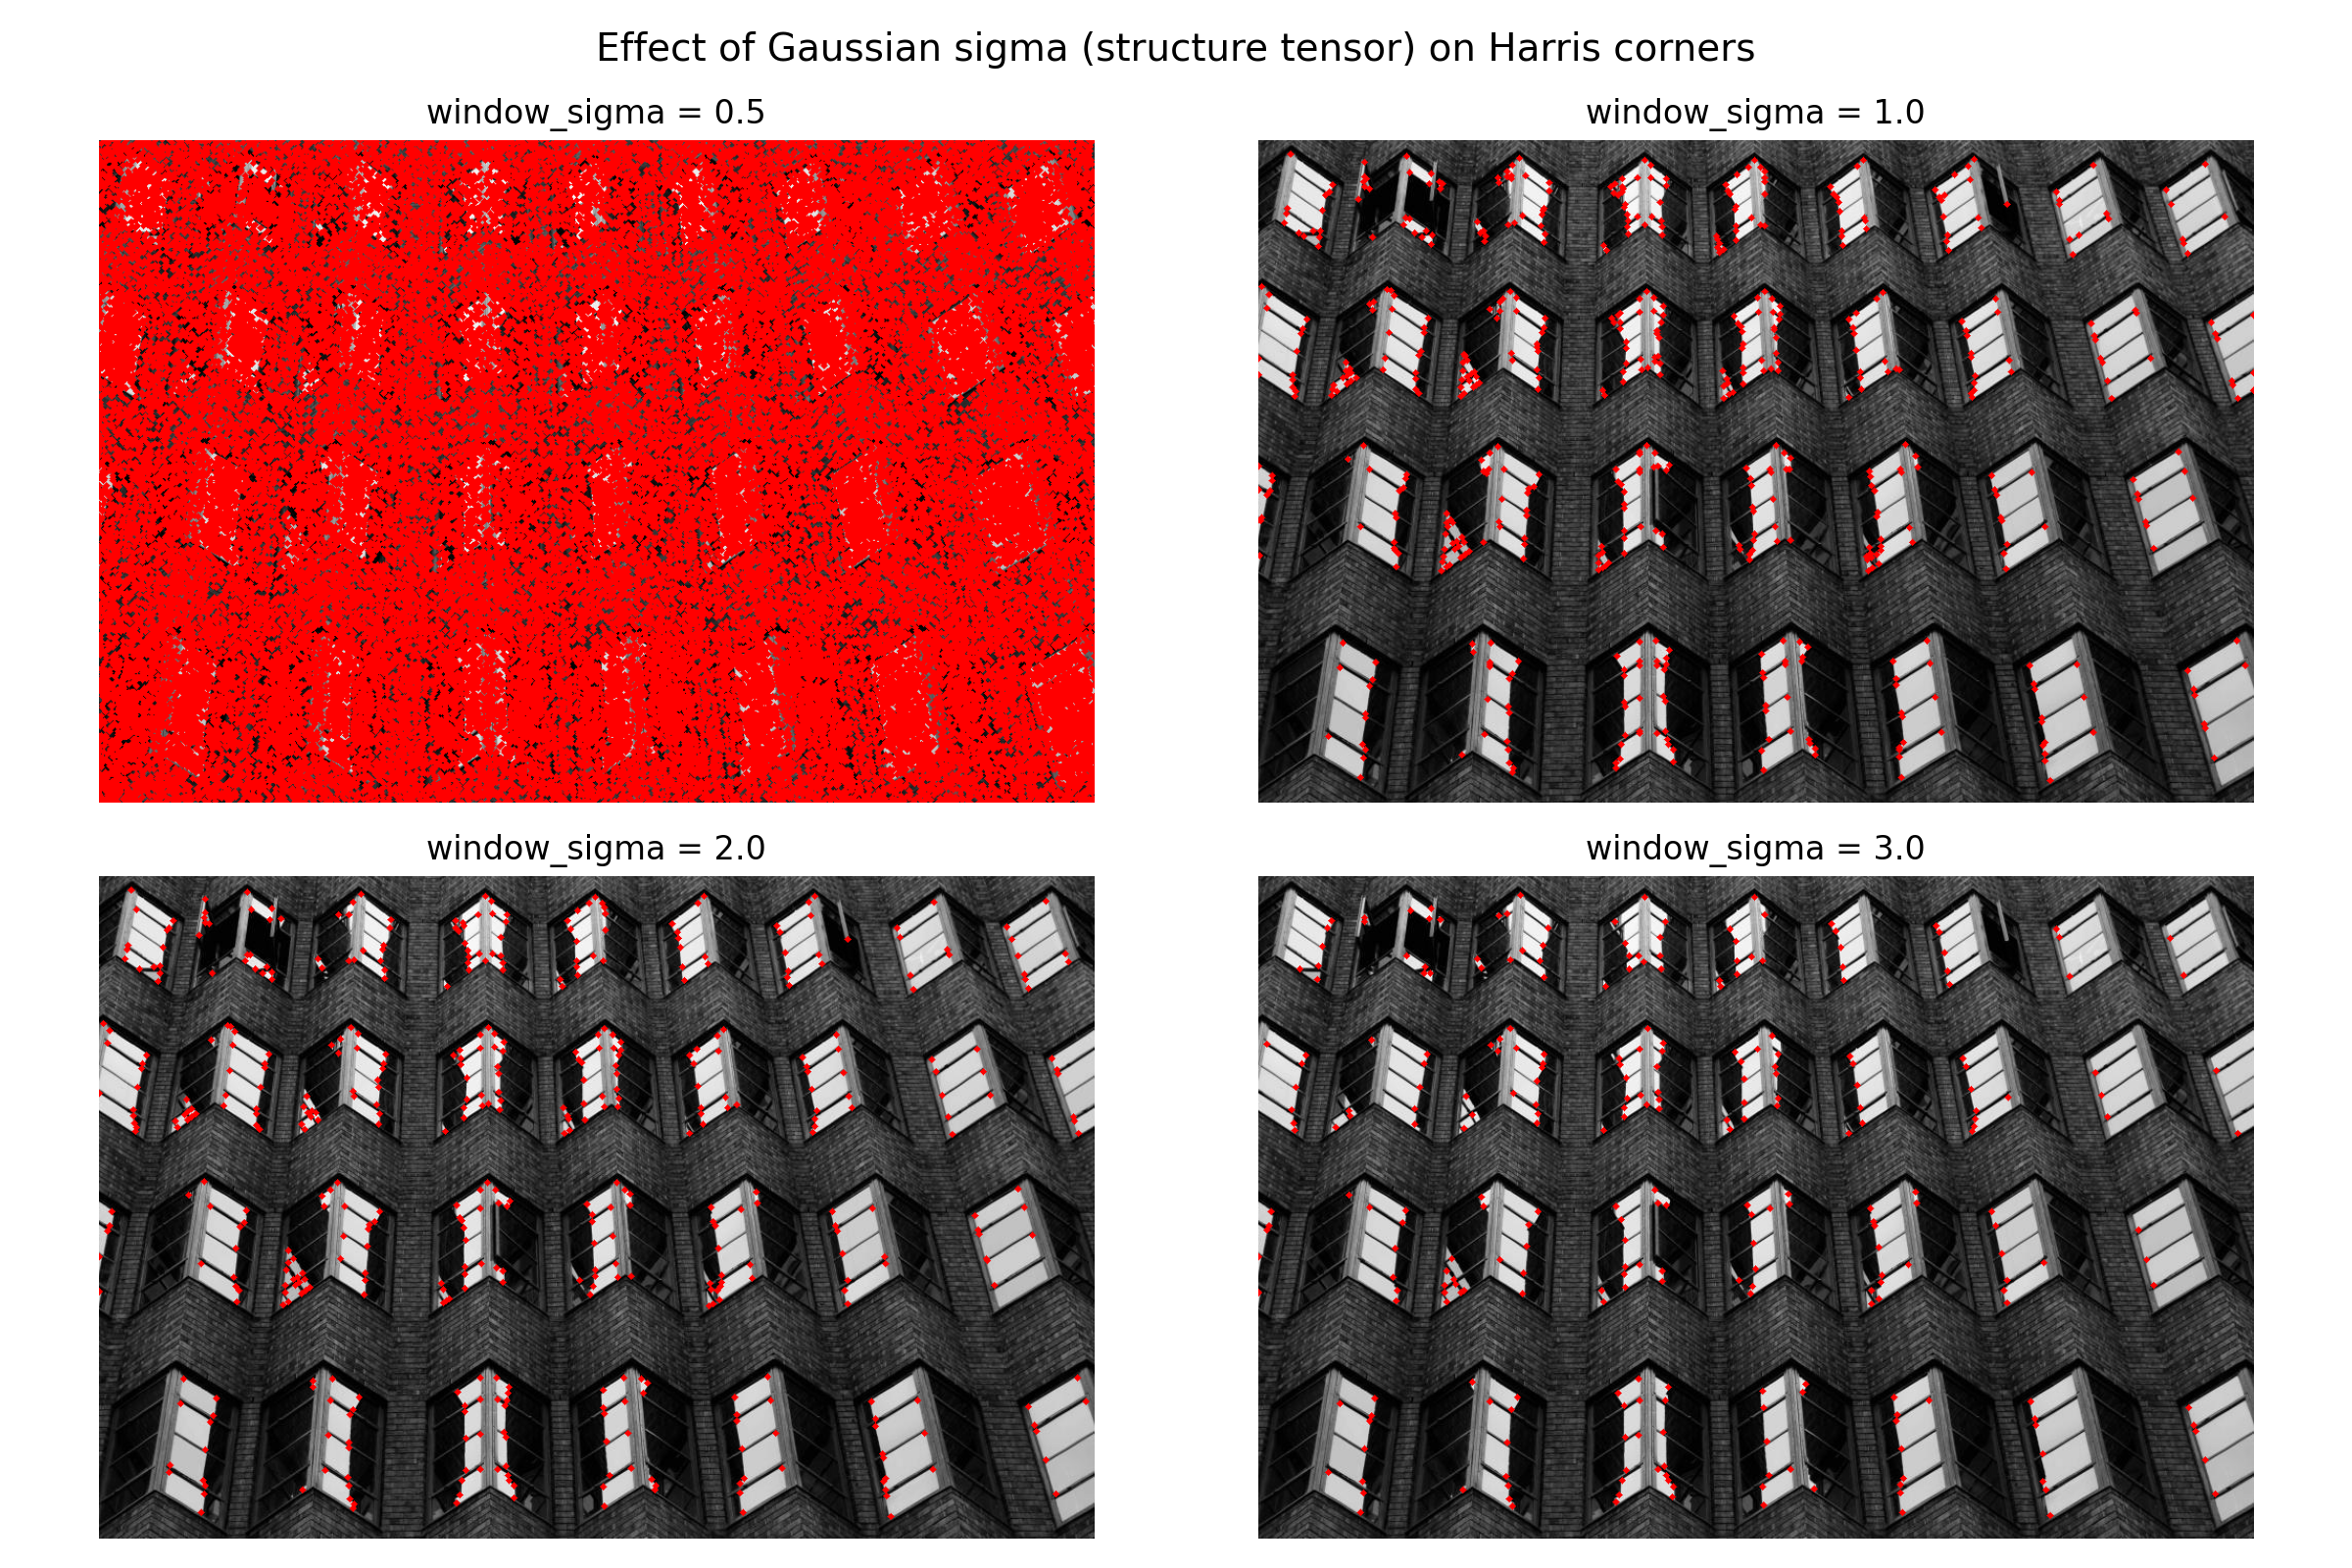 Effect of Gaussian sigma (structure tensor) on Harris corners
window_sigma = 0.5
window_sigma = 1.0
window_sigma = 2.0
window_sigma = 3.0